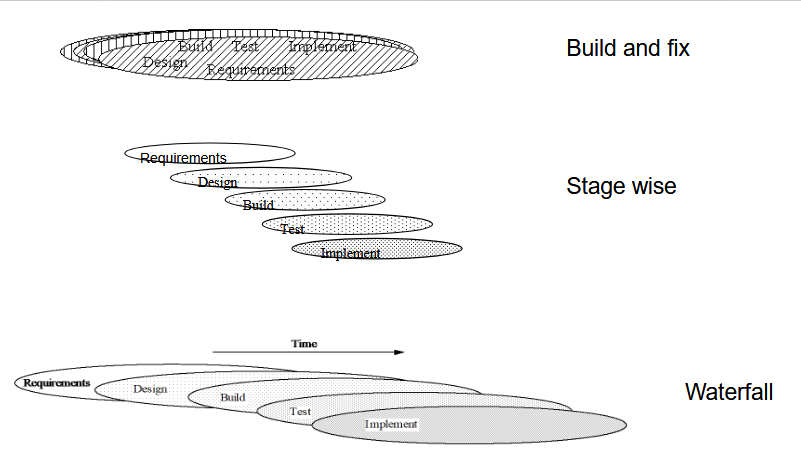 Build Test Implement
Design
Requirements
Build and fix
Requirements
Design
Build
Test
Implement
Stage wise
Time
Requirements
Design
Build
Test
Implement
Waterfall